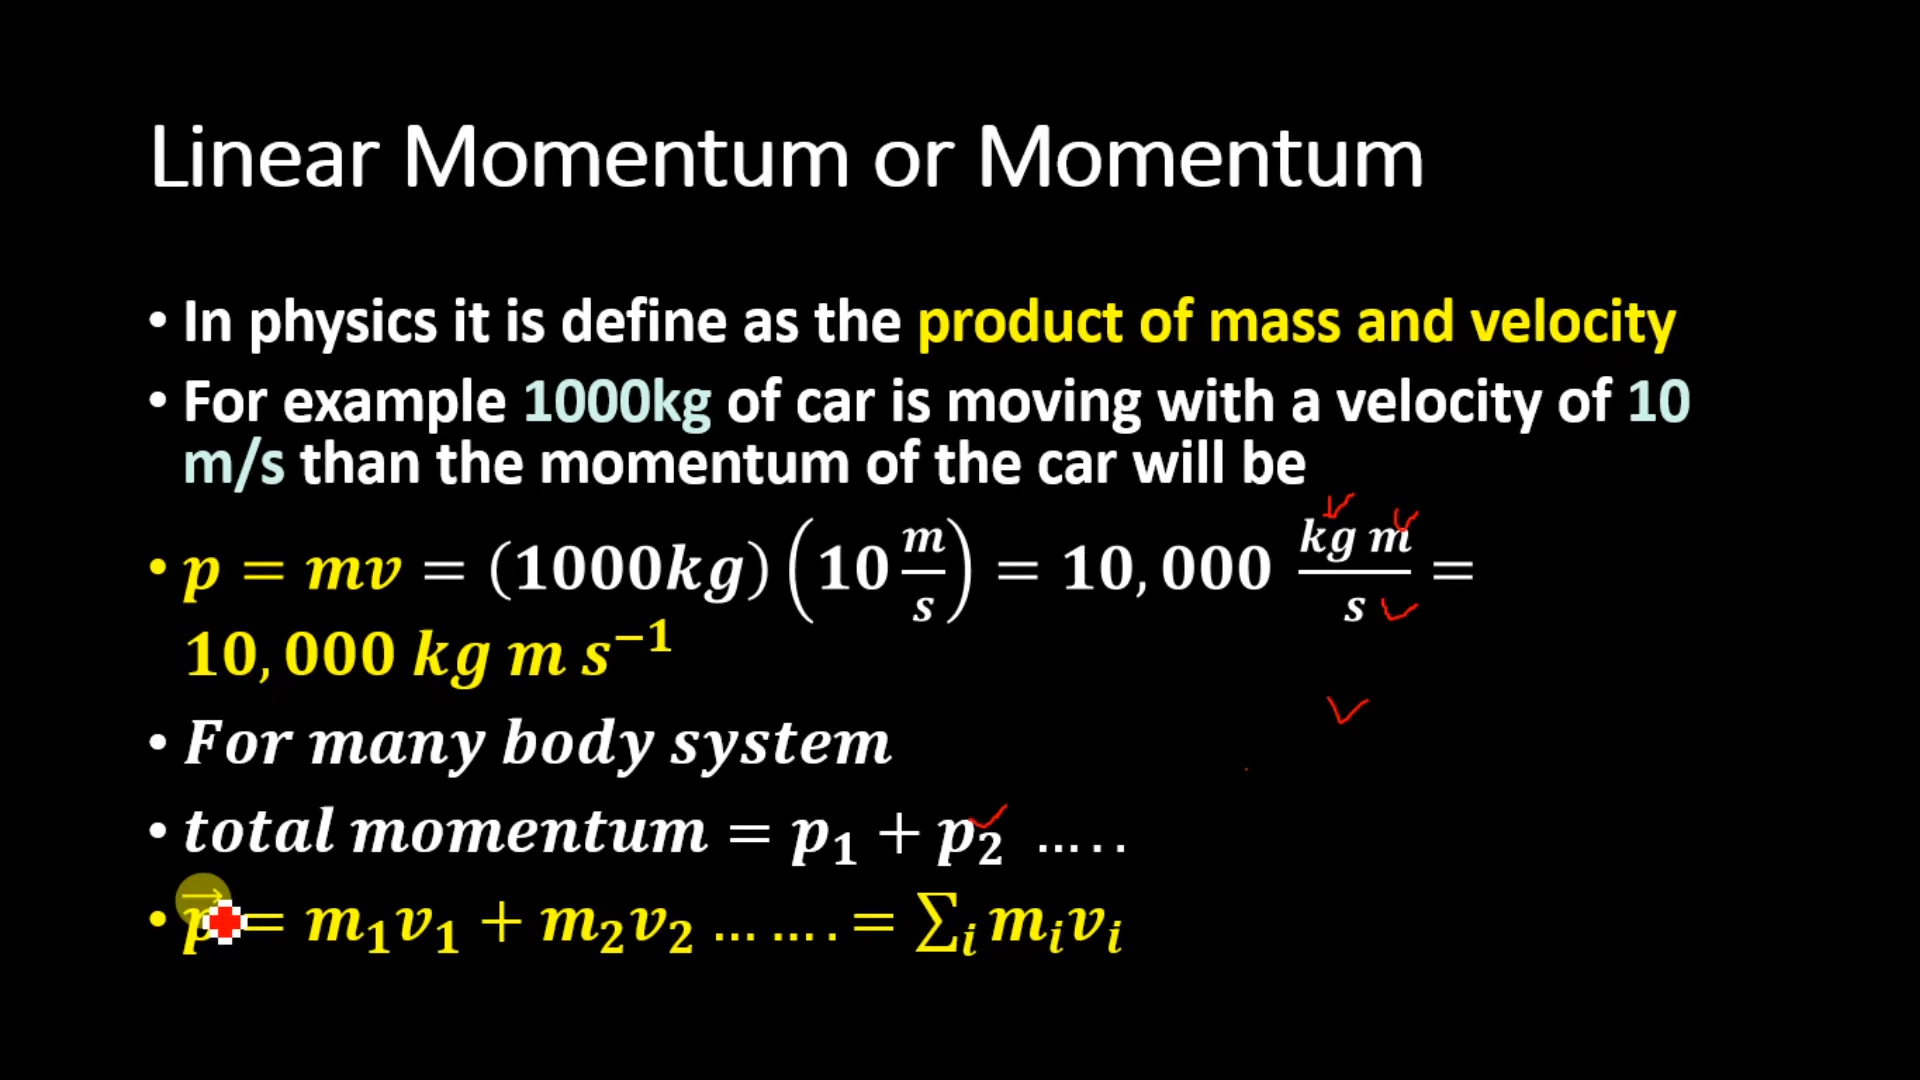 Linear Momentum or Momentum
• In physics it is define as the product of mass and velocity
• For example 1000kg of car is moving with a velocity of 10
m/s than the momentum of the car will be
• p = mv = (1000kg) (10 m/s) = 10,000 kg m/s =
10,000 kg m s⁻¹
• For many body system
• total momentum = p₁ + p₂ .....
• p⃗ = m₁v₁ + m₂v₂ ....... = ∑ᵢ mᵢvᵢ